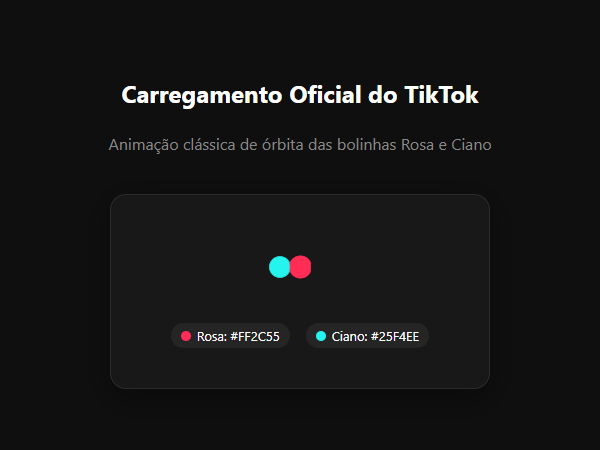 Carregamento Oficial do TikTok
Animação clássica de órbita das bolinhas Rosa e Ciano
Rosa: #FF2C55
Ciano: #25F4EE